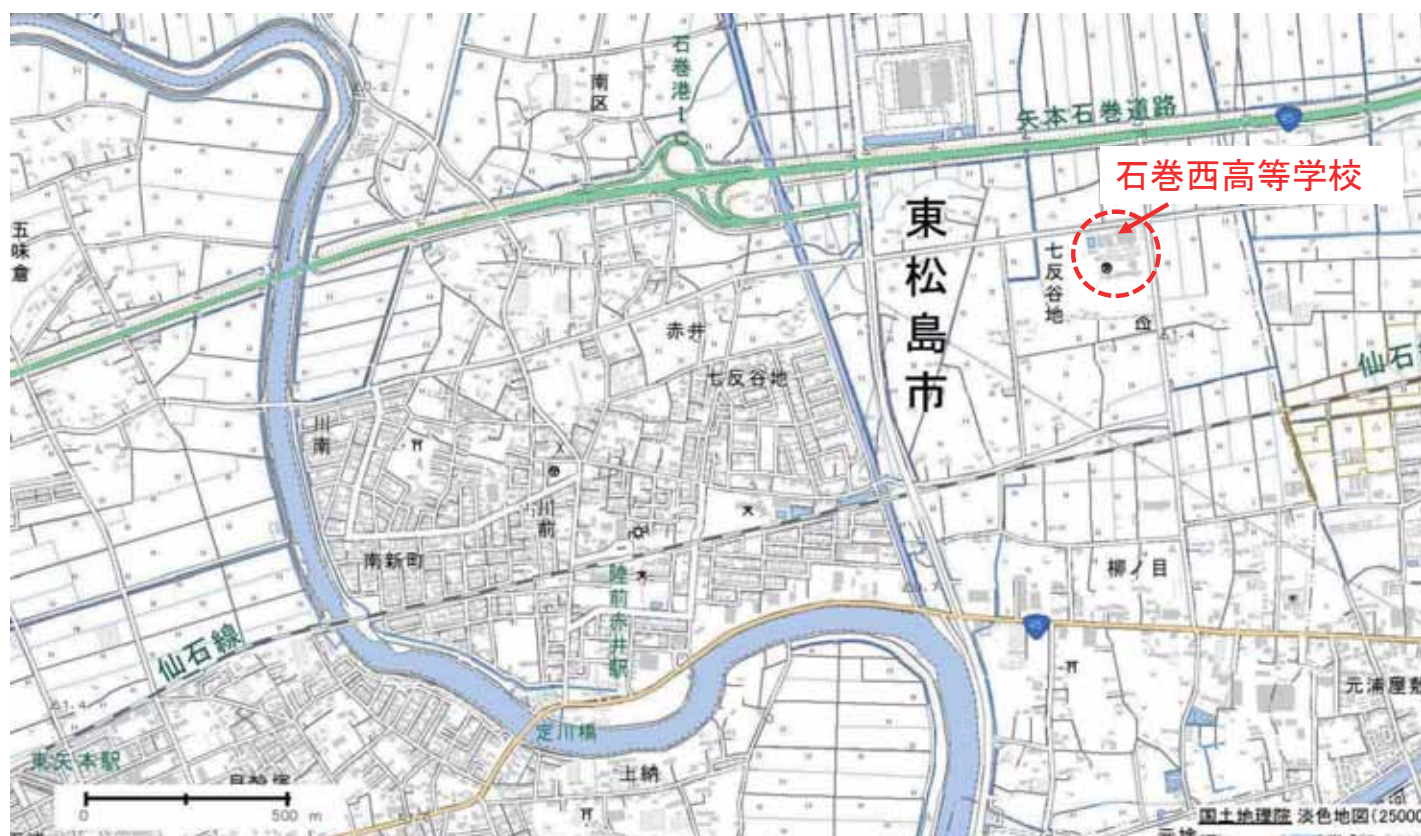 石巻港IC
南区
矢本石巻道路
石巻西高等学校
五味倉
東松島市
七反谷地
赤井
七反谷地
仙石
川南
川前
南新町
陸前赤井駅
柳ノ目
仙石線
元浦屋敷
定川橋
東矢本駅
上納
0 500 m
国土地理院 淡色地図(25000